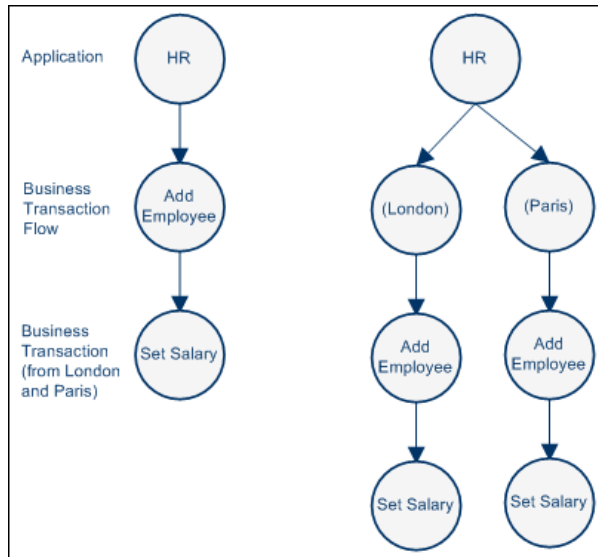 Application
HR
HR
Business
Transaction
Flow
Add
Employee
(London)
(Paris)
Business
Transaction
(from London
and Paris)
Set Salary
Add
Employee
Add
Employee
Set Salary
Set Salary